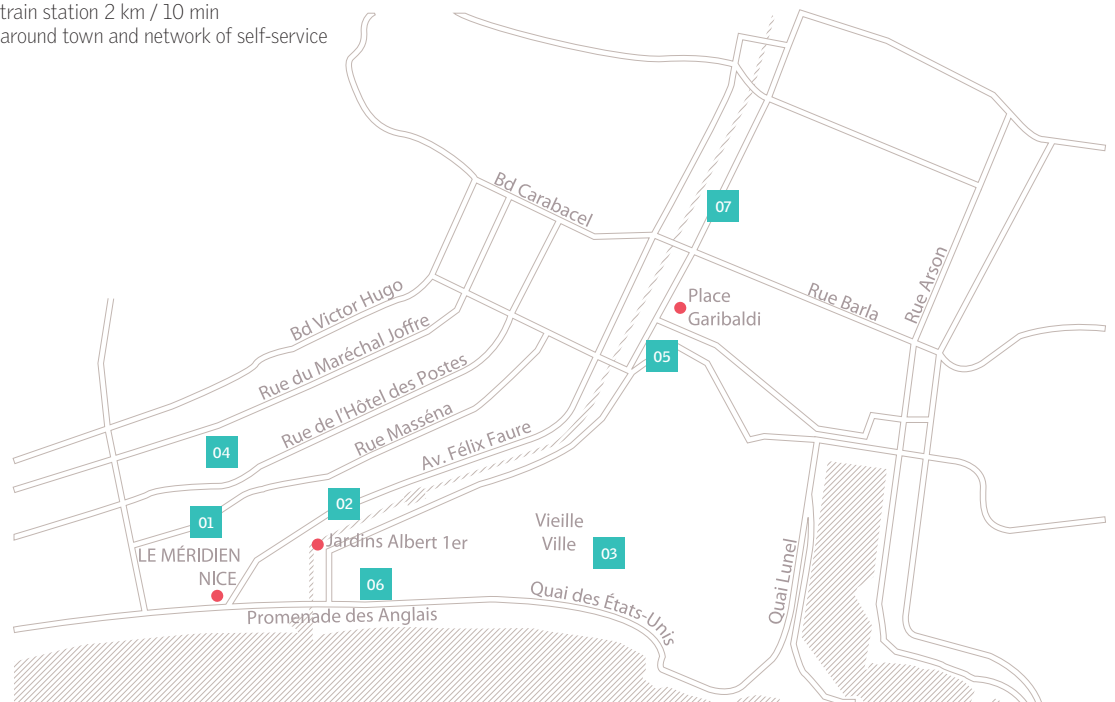 train station 2 km / 10 min
around town and network of self-service
Bd Carabacel
07
Rue Arson
Place
Garibaldi
Rue Barla
Bd Victor Hugo
Rue du Maréchal Joffre
05
Rue de l'Hôtel des Postes
Rue Masséna
04
Av. Félix Faure
02
01
Vieille
Ville
Jardins Albert 1er
03
LE MÉRIDIEN
NICE
06
Quai Lunel
Quai des États-Unis
Promenade des Anglais